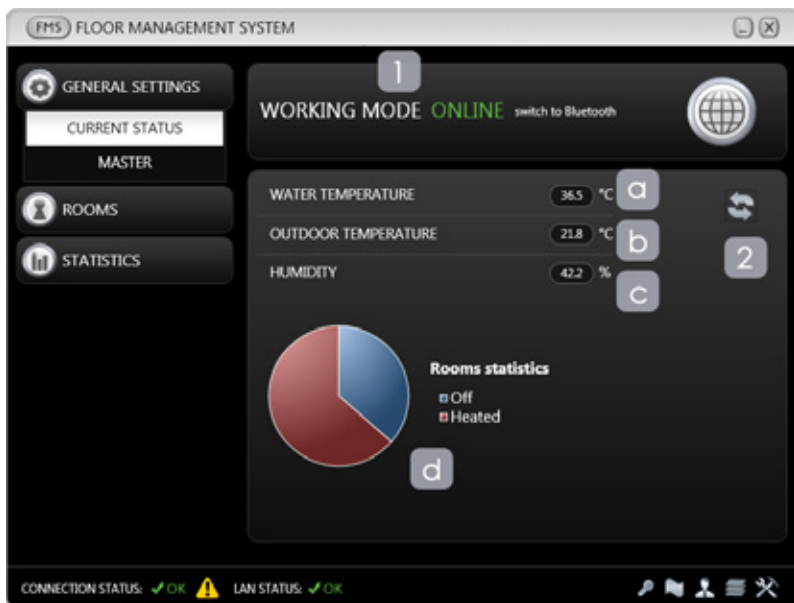 FMS FLOOR MANAGEMENT SYSTEM
GENERAL SETTINGS
CURRENT STATUS
MASTER
ROOMS
STATISTICS
1
WORKING MODE ONLINE switch to Bluetooth
WATER TEMPERATURE 36.5 °C a
OUTDOOR TEMPERATURE 21.8 °C b
HUMIDITY 42.2 % c
2
Rooms statistics
Off
Heated
d
CONNECTION STATUS: OK LAN STATUS: OK